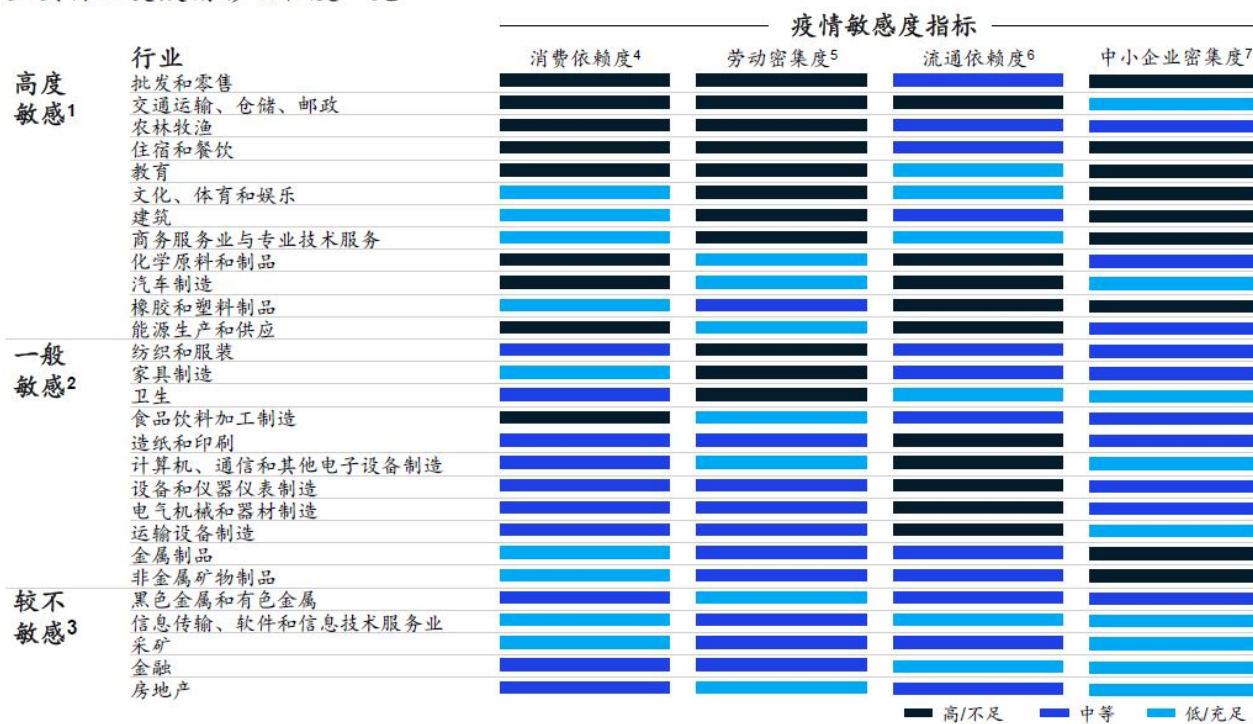 疫情敏感度指标
行业 消费依赖度4 劳动密集度5 流通依赖度6 中小企业密集度7
高度
敏感1
批发和零售
交通运输、仓储、邮政
农林牧渔
住宿和餐饮
教育
文化、体育和娱乐
建筑
商务服务业与专业技术服务
化学原料和制品
汽车制造
橡胶和塑料制品
能源生产和供应
一般
敏感2
纺织和服装
家具制造
卫生
食品饮料加工制造
造纸和印刷
计算机、通信和其他电子设备制造
设备和仪器仪表制造
电气机械和器材制造
运输设备制造
金属制品
非金属矿物制品
较不
敏感3
黑色金属和有色金属
信息传输、软件和信息技术服务业
采矿
金融
房地产
高/不足 中等 低/充足